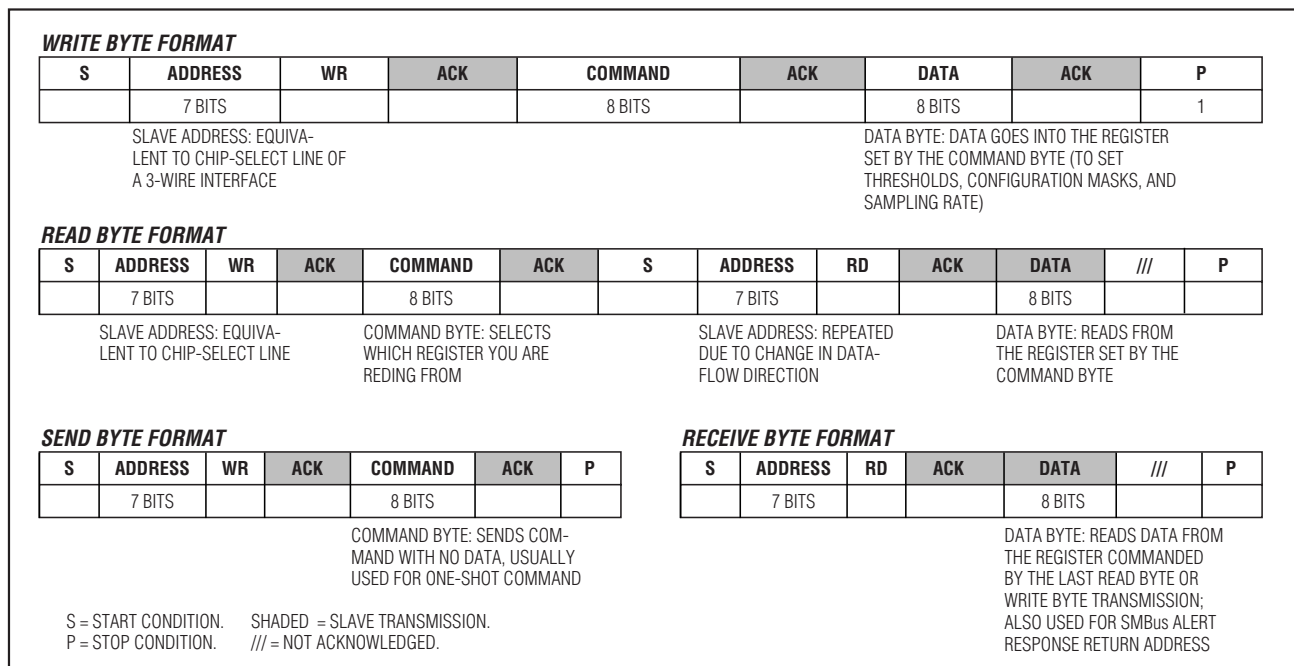 WRITE BYTE FORMAT
S ADDRESS WR ACK COMMAND ACK DATA ACK P
7 BITS 8 BITS 8 BITS 1
SLAVE ADDRESS: EQUIVA-
LENT TO CHIP-SELECT LINE OF
A 3-WIRE INTERFACE
DATA BYTE: DATA GOES INTO THE REGISTER
SET BY THE COMMAND BYTE (TO SET
THRESHOLDS, CONFIGURATION MASKS, AND
SAMPLING RATE)
READ BYTE FORMAT
S ADDRESS WR ACK COMMAND ACK S ADDRESS RD ACK DATA /// P
7 BITS 8 BITS 7 BITS 8 BITS
SLAVE ADDRESS: EQUIVA-
LENT TO CHIP-SELECT LINE
COMMAND BYTE: SELECTS
WHICH REGISTER YOU ARE
REDING FROM
SLAVE ADDRESS: REPEATED
DUE TO CHANGE IN DATA-
FLOW DIRECTION
DATA BYTE: READS FROM
THE REGISTER SET BY THE
COMMAND BYTE
SEND BYTE FORMAT
S ADDRESS WR ACK COMMAND ACK P
7 BITS 8 BITS
COMMAND BYTE: SENDS COM-
MAND WITH NO DATA, USUALLY
USED FOR ONE-SHOT COMMAND
RECEIVE BYTE FORMAT
S ADDRESS RD ACK DATA /// P
7 BITS 8 BITS
DATA BYTE: READS DATA FROM
THE REGISTER COMMANDED
BY THE LAST READ BYTE OR
WRITE BYTE TRANSMISSION;
ALSO USED FOR SMBus ALERT
RESPONSE RETURN ADDRESS
S = START CONDITION. SHADED = SLAVE TRANSMISSION.
P = STOP CONDITION. /// = NOT ACKNOWLEDGED.